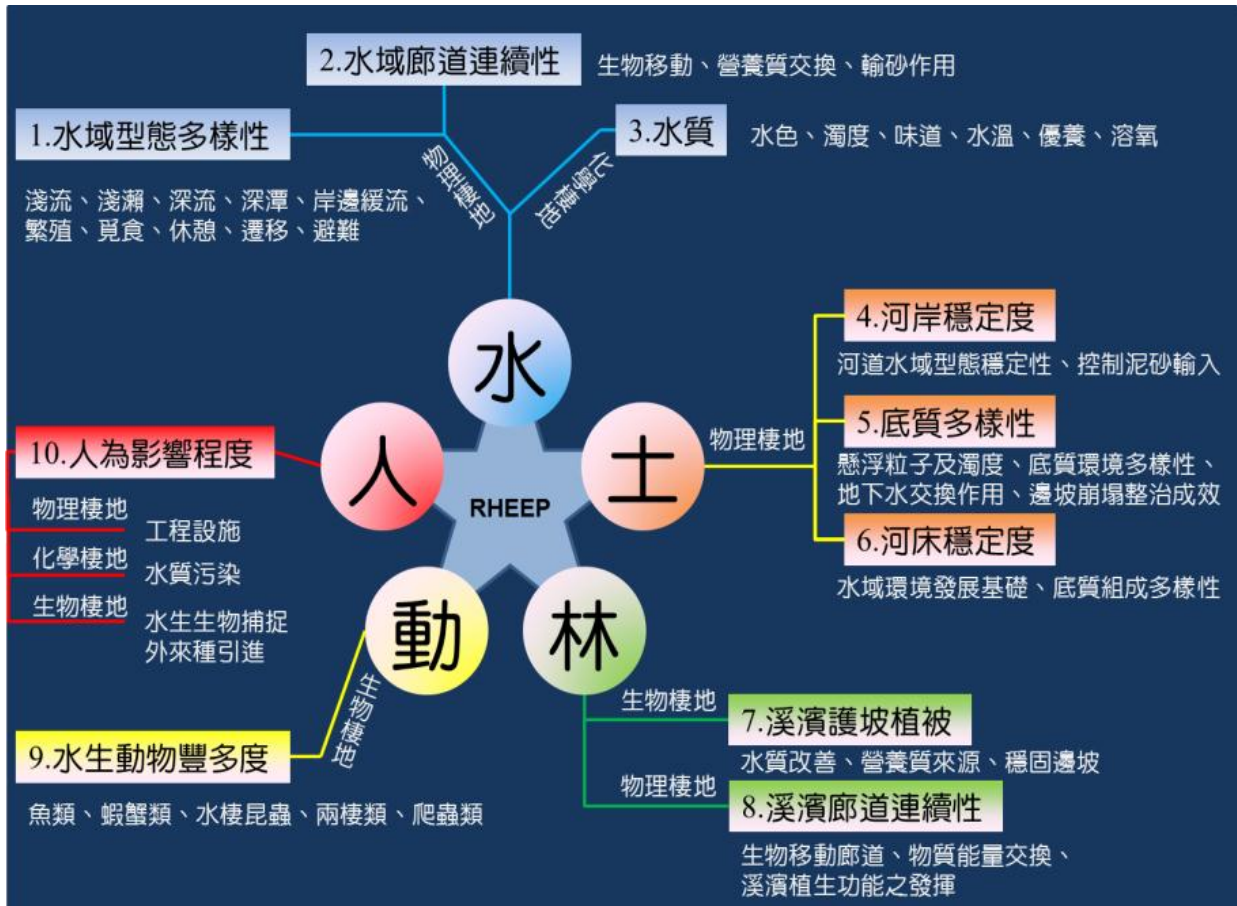 2.水域廊道連續性
生物移動、營養質交換、輸砂作用
1.水域型態多樣性
淺流、淺瀨、深流、深潭、岸邊緩流、
繁殖、覓食、休憩、遷移、避難
物理棲地
化學棲地
3.水質
水色、濁度、味道、水溫、優養、溶氧
水
土
林
動
人
RHEEP
物理棲地
4.河岸穩定度
河道水域型態穩定性、控制泥砂輸入
5.底質多樣性
懸浮粒子及濁度、底質環境多樣性、
地下水交換作用、邊坡崩塌整治成效
6.河床穩定度
水域環境發展基礎、底質組成多樣性
生物棲地
7.溪濱護坡植被
水質改善、營養質來源、穩固邊坡
物理棲地
8.溪濱廊道連續性
生物移動廊道、物質能量交換、
溪濱植生功能之發揮
生物棲地
9.水生動物豐多度
魚類、蝦蟹類、水棲昆蟲、兩棲類、爬蟲類
10.人為影響程度
物理棲地
工程設施
化學棲地
水質污染
生物棲地
水生生物捕捉
外來種引進